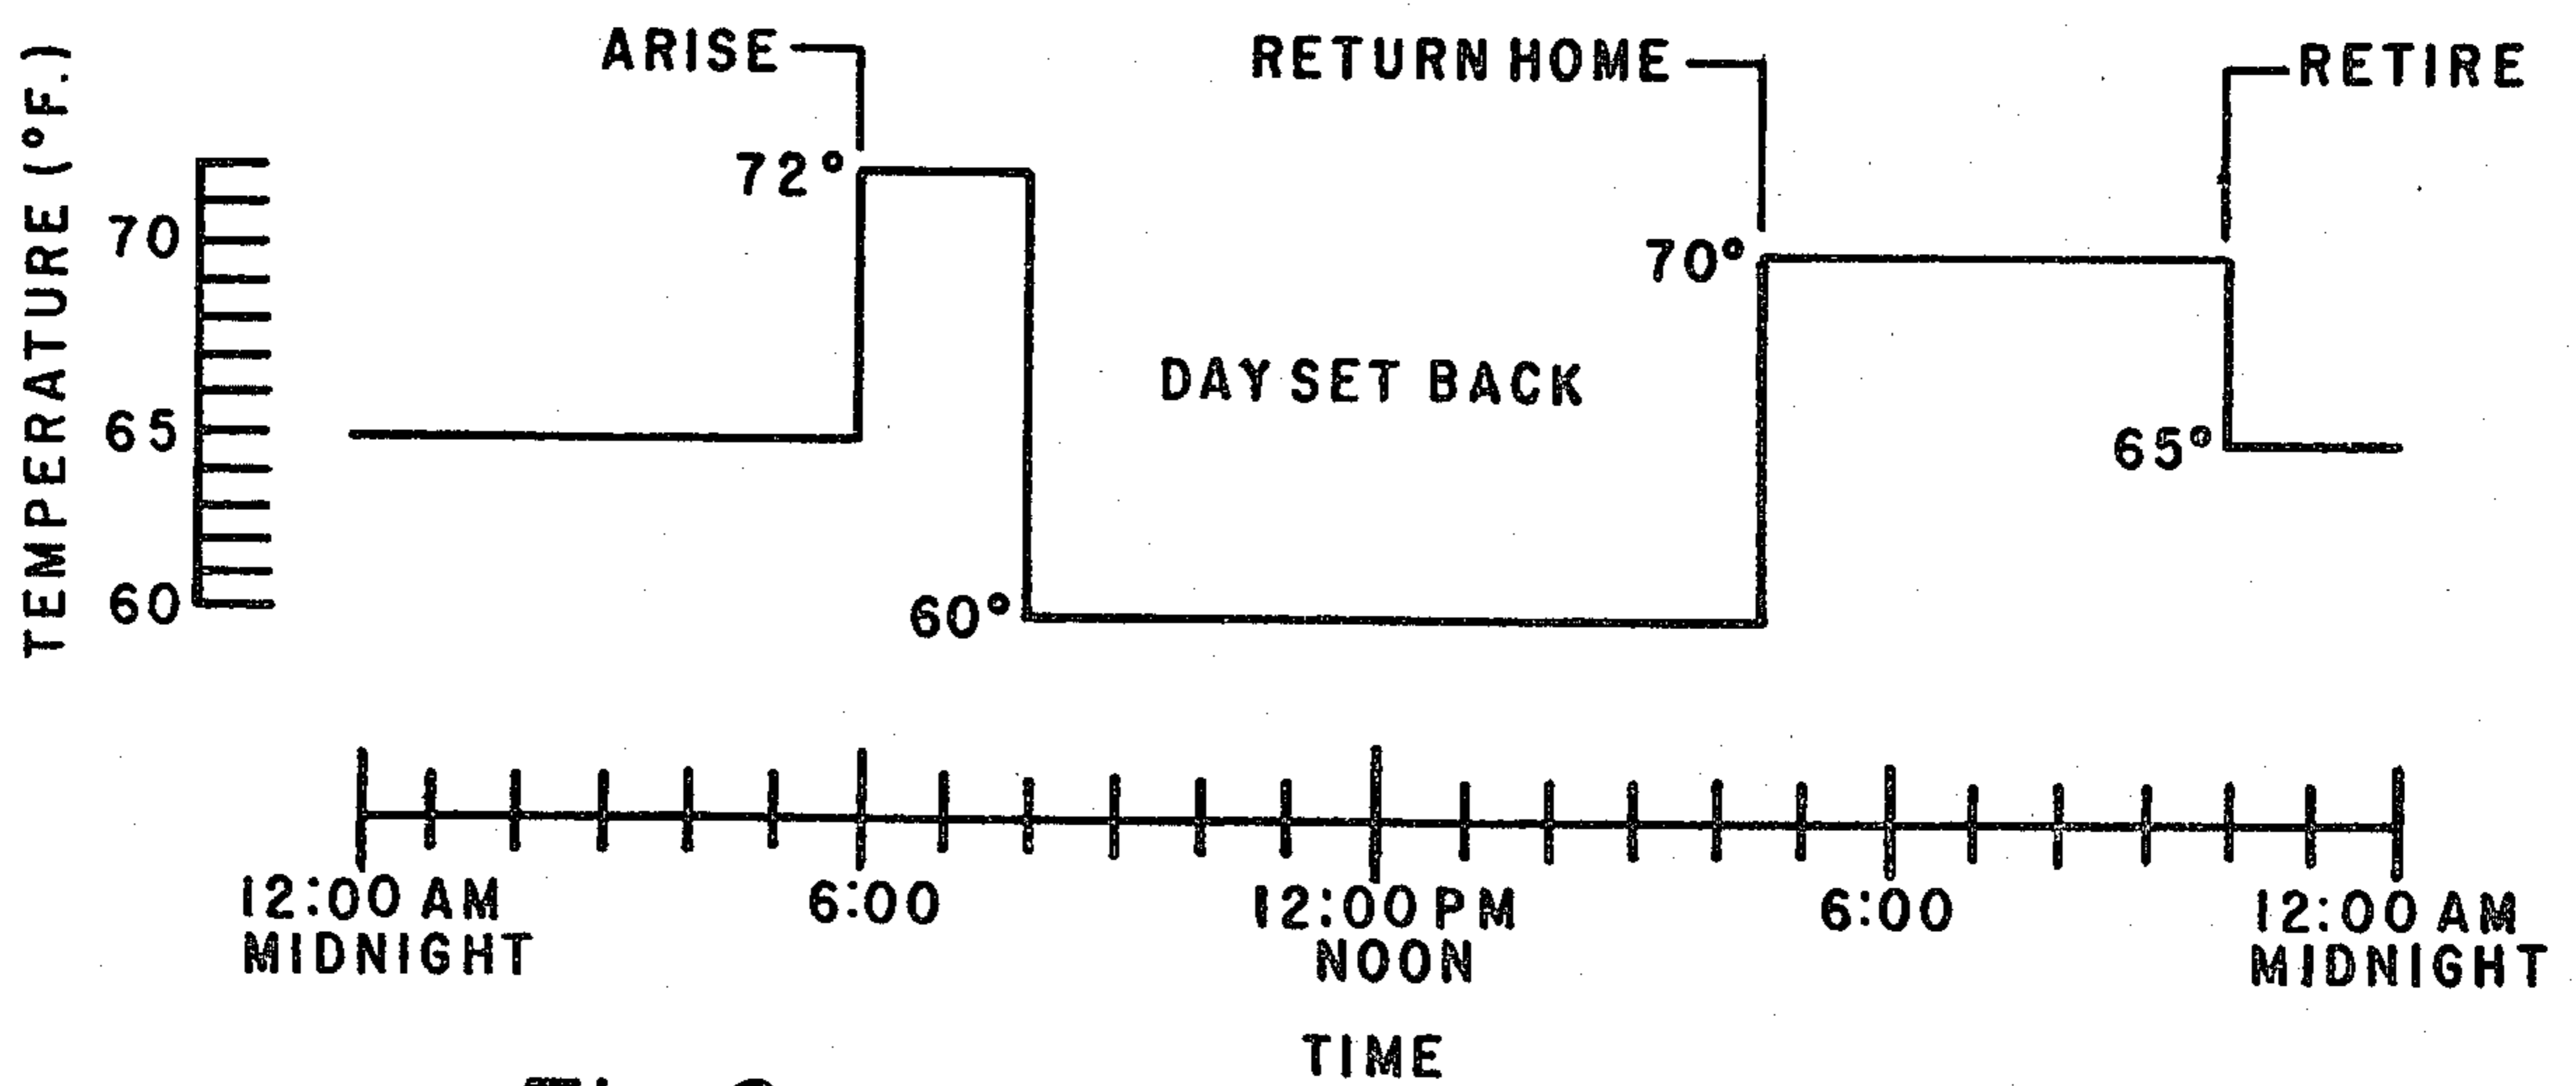 ARISE
RETURN HOME
RETIRE
TEMPERATURE (°F.)
72°
70
70°
DAY SET BACK
65
65°
60
60°
12:00 AM
MIDNIGHT
6:00
12:00 PM
NOON
6:00
12:00 AM
MIDNIGHT
TIME